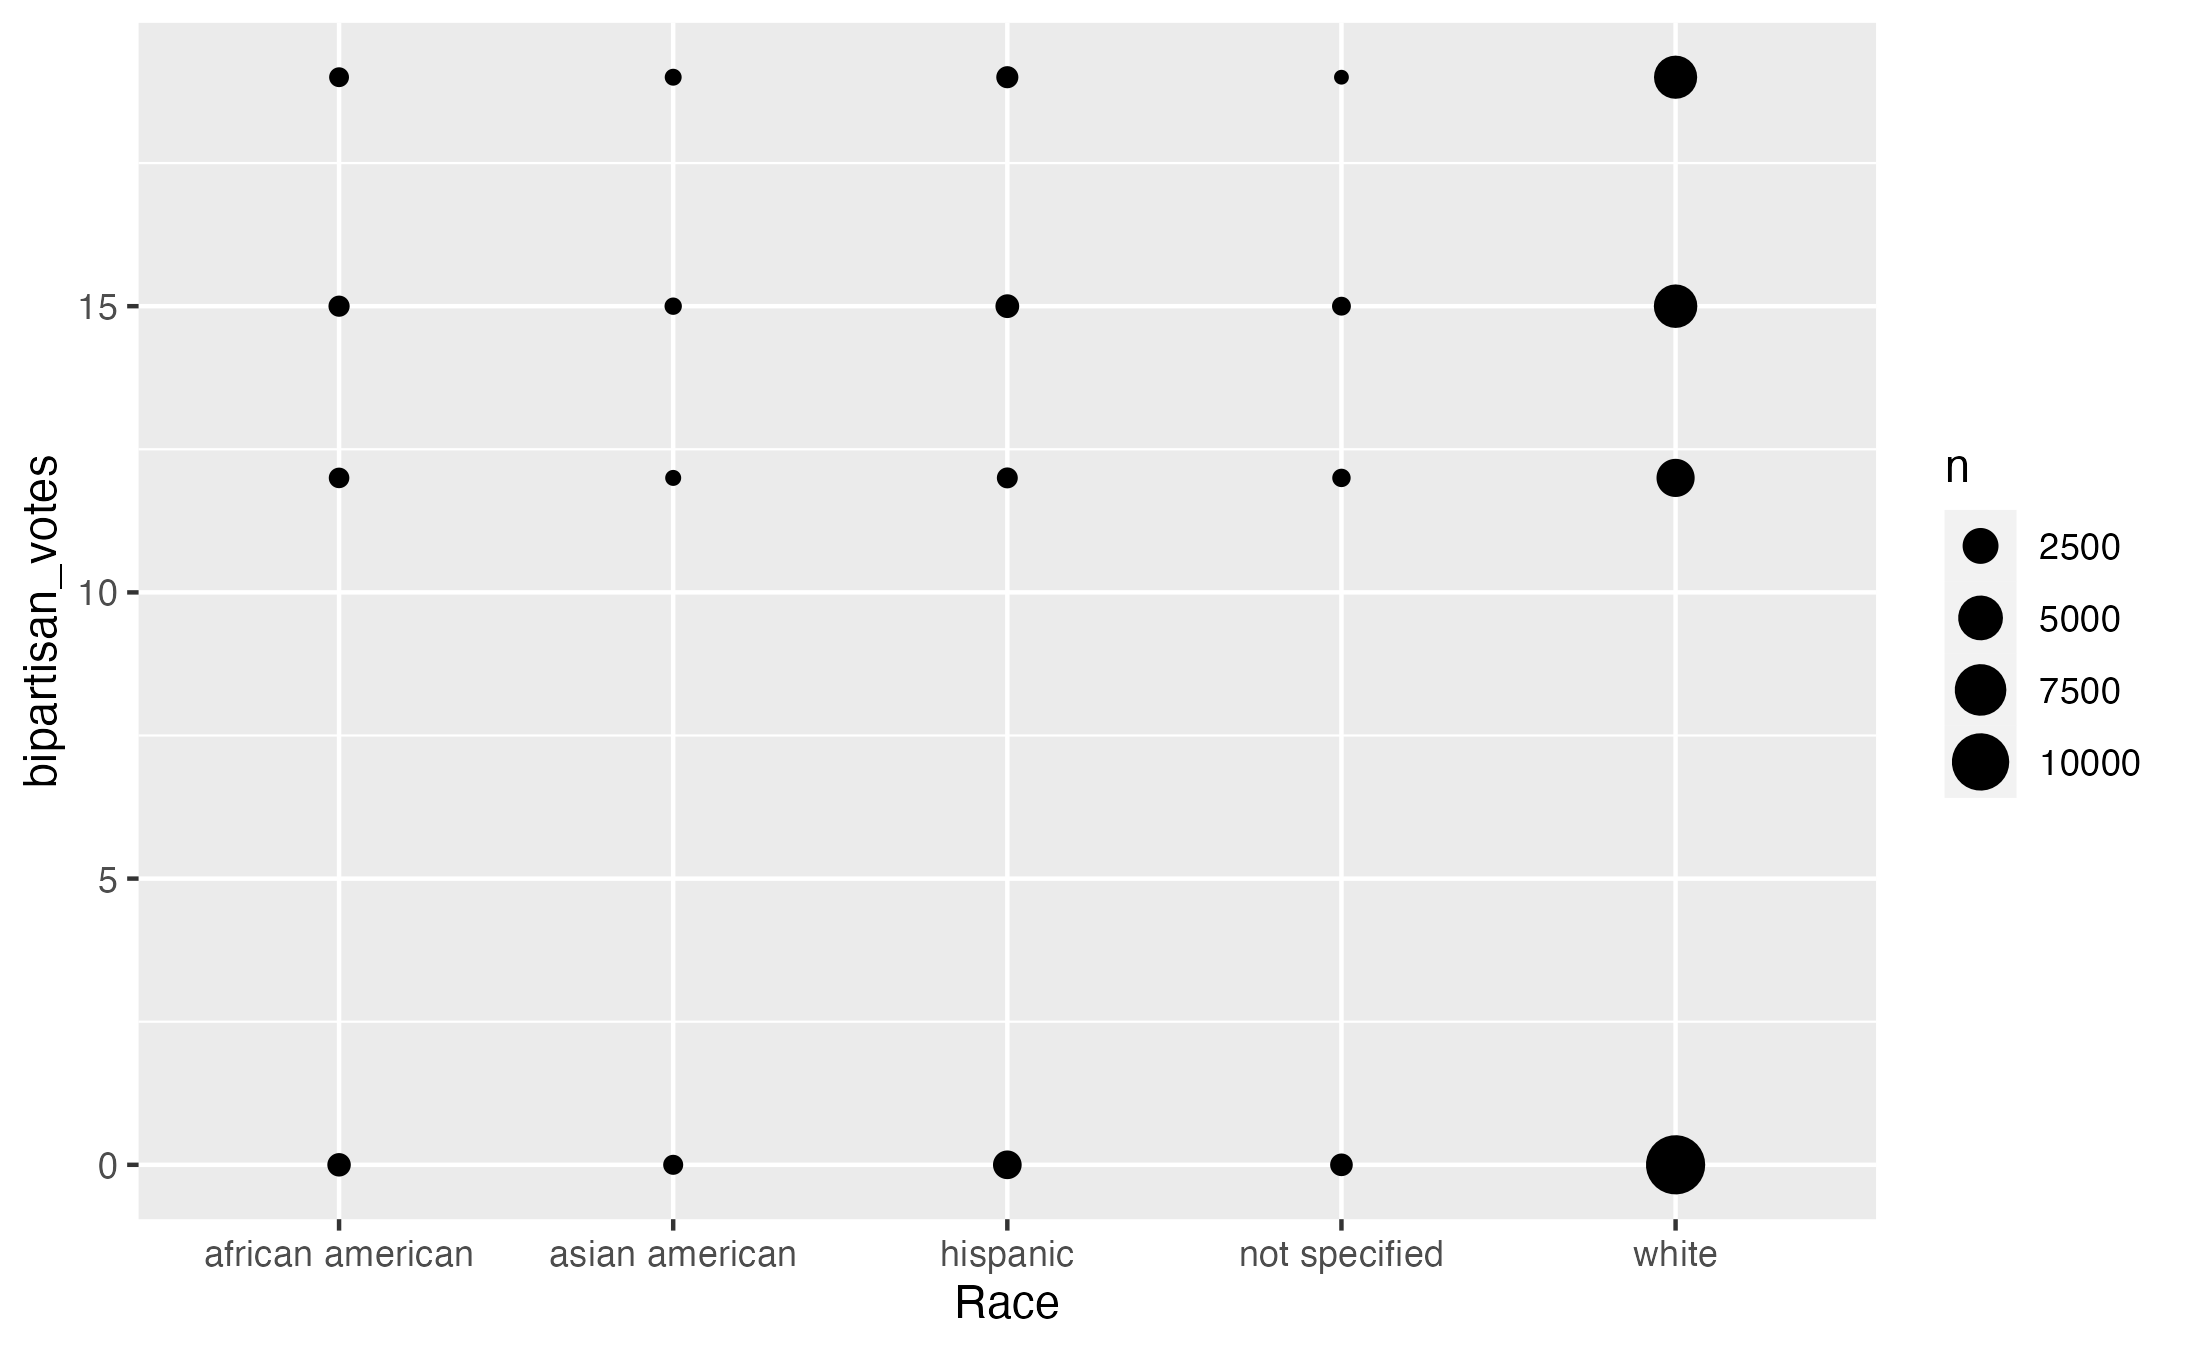 bipartisan_votes
15
10
5
0
african american
asian american
hispanic
not specified
white
Race
n
2500
5000
7500
10000